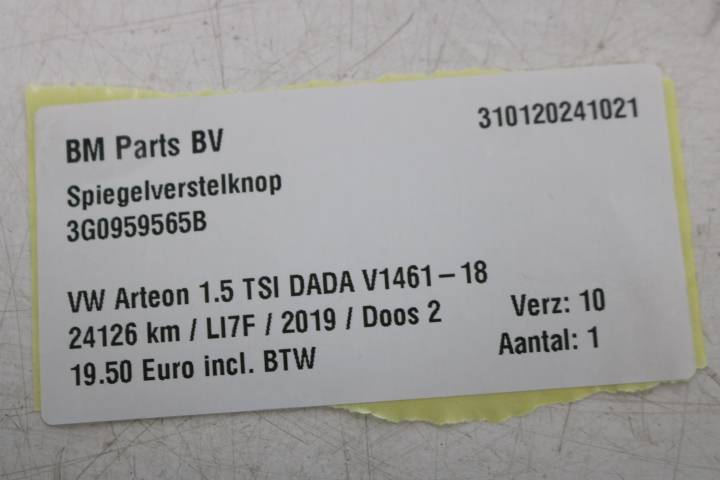 BM Parts BV
310120241021
Spiegelverstelknop
3G0959565B
VW Arteon 1.5 TSI DADA V1461-18
24126 km / LI7F / 2019 / Doos 2
Verz: 10
19.50 Euro incl. BTW
Aantal: 1